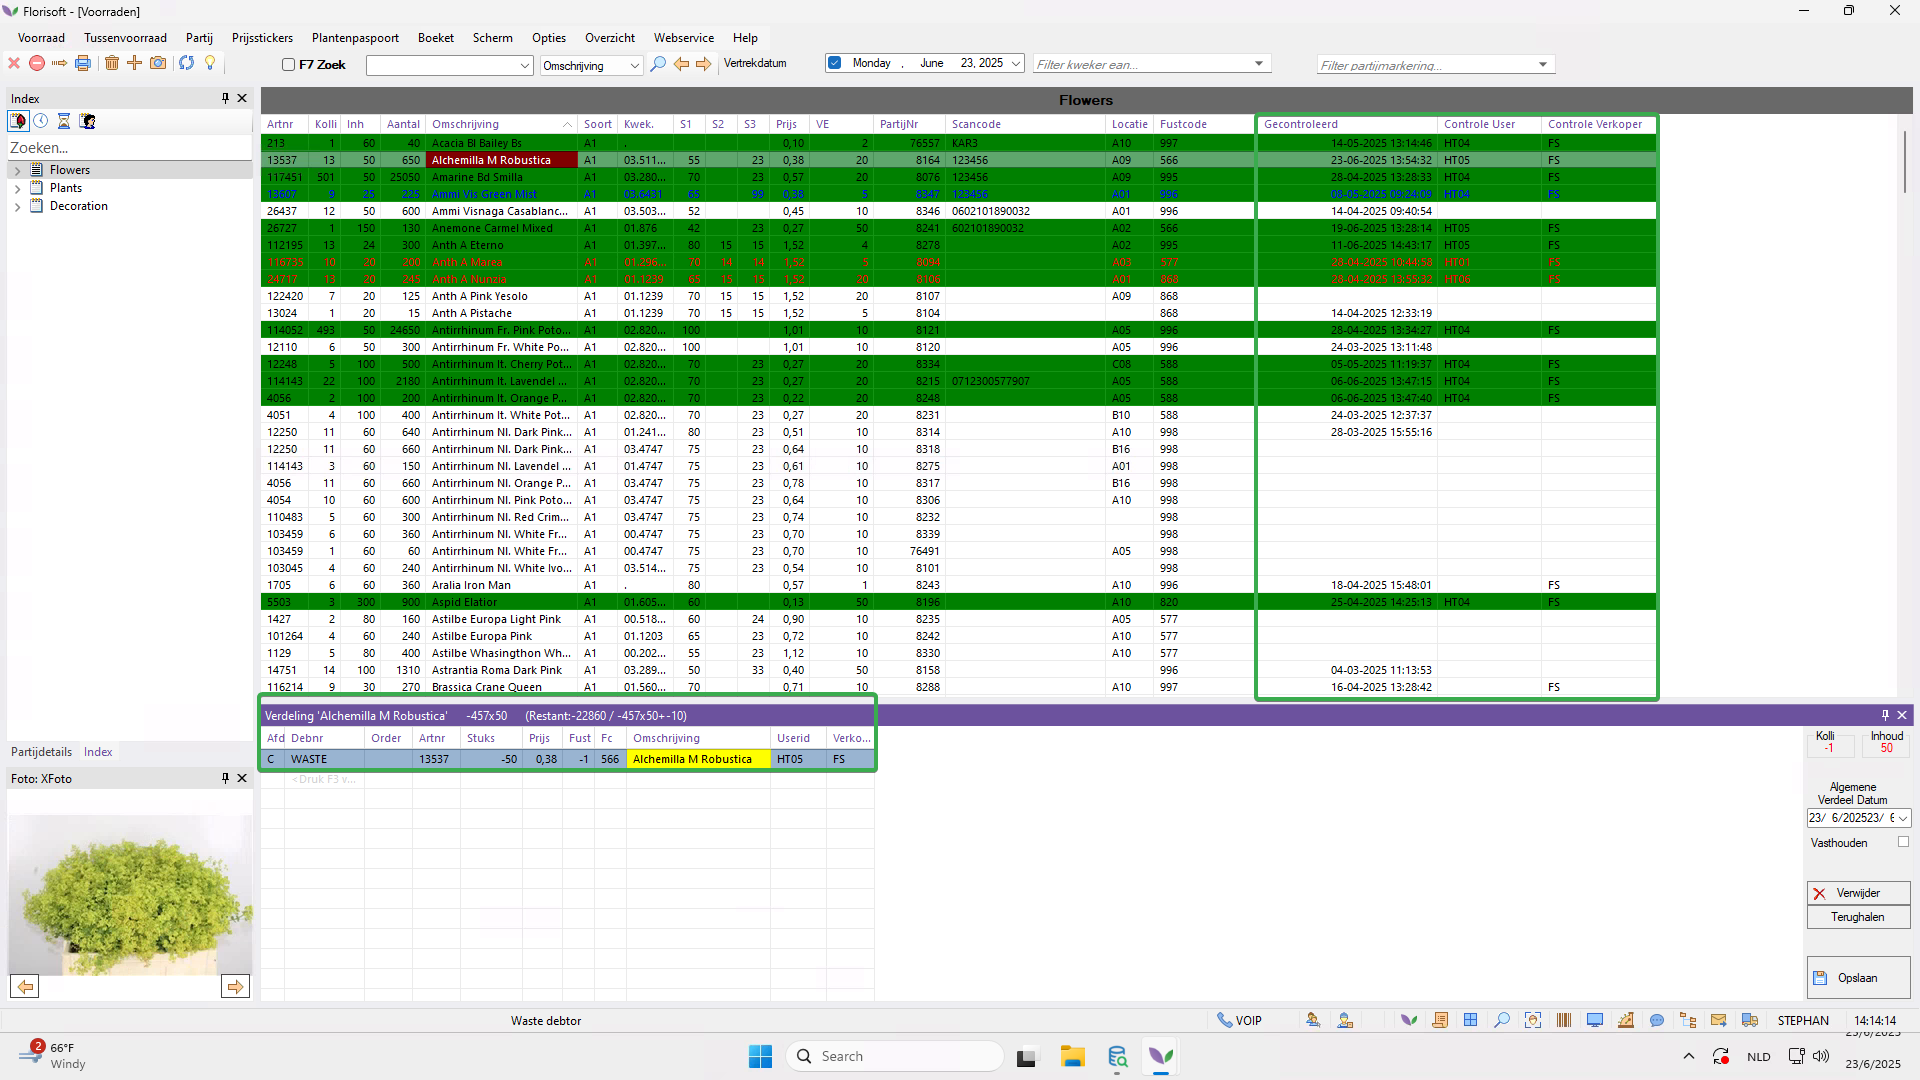 Florisoft - [Voorraden]
Voorraad Tussenvoorraad Partij Prijsstickers Plantenpaspoort Boeket Scherm Opties Overzicht Webservice Help
F7 Zoek Omschrijving Vertrekdatum Monday , June 23, 2025 Filter kweker ean... Filter partijmarkering...
Index
Zoeken...
Flowers
Plants
Decoration
Partijdetails Index
Foto: XFoto
Flowers
Artnr Kolli Inh Aantal Omschrijving Soort Kwek. S1 S2 S3 Prijs VE PartijNr Scancode Locatie Fustcode Gecontroleerd Controle User Controle Verkoper
213 1 60 40 Acacia Bl Bailey Bs A1 . 0,10 2 76557 KAR3 A10 997 14-05-2025 13:14:46 HT04 FS
13537 13 50 650 Alchemilla M Robustica A1 03.511... 55 23 0,38 20 8164 123456 A09 566 23-06-2025 13:54:32 HT05 FS
117451 501 50 25050 Amarine Bd Smilla A1 03.280... 70 23 0,57 20 8076 123456 A09 995 28-04-2025 13:28:33 HT04 FS
13607 9 25 225 Ammi Vis Green Mist A1 03.6431 65 99 0,38 5 8347 123456 A01 996 08-05-2025 09:24:09 HT04 FS
26437 12 50 600 Ammi Visnaga Casablanc... A1 03.503... 52 0,45 10 8346 0602101890032 A01 996 14-04-2025 09:40:54
26727 1 150 130 Anemone Carmel Mixed A1 01.876 42 23 0,27 50 8241 602101890032 A02 566 19-06-2025 13:28:14 HT05 FS
112195 13 24 300 Anth A Eterno A1 01.397... 80 15 15 1,52 4 8278 A02 995 11-06-2025 14:43:17 HT05 FS
116735 10 20 200 Anth A Marea A1 01.296... 70 14 14 1,52 5 8094 A05 577 28-04-2025 10:44:58 HT01 FS
24717 13 20 245 Anth A Nunzia A1 01.1239 65 15 15 1,52 20 8106 A01 868 28-04-2025 13:55:32 HT06 FS
122420 7 20 125 Anth A Pink Yesolo A1 01.1239 70 15 15 1,52 20 8107 A09 868
13024 1 20 15 Anth A Pistache A1 01.1239 70 15 15 1,52 5 8104 868 14-04-2025 12:33:19
114052 493 50 24650 Antirrhinum Fr. Pink Poto... A1 02.820... 100 1,01 10 8121 A05 996 28-04-2025 13:34:27 HT04 FS
12110 6 50 300 Antirrhinum Fr. White Po... A1 02.820... 100 1,01 10 8120 A05 996 24-03-2025 13:11:48
12248 5 100 500 Antirrhinum It. Cherry Pot... A1 02.820... 70 23 0,27 20 8334 C08 588 05-05-2025 11:19:37 HT04 FS
114143 22 100 2180 Antirrhinum It. Lavendel ... A1 02.820... 70 23 0,27 20 8215 0712300577907 A05 588 06-06-2025 13:47:15 HT04 FS
4056 2 100 200 Antirrhinum It. Orange P... A1 02.820... 70 23 0,22 20 8248 A05 588 06-06-2025 13:47:40 HT04 FS
4051 4 100 400 Antirrhinum It. White Pot... A1 02.820... 70 23 0,27 20 8231 B10 588 24-03-2025 12:37:37
12250 11 60 640 Antirrhinum Nl. Dark Pink... A1 01.241... 80 23 0,51 10 8314 A10 998 28-03-2025 15:55:16
12250 11 60 660 Antirrhinum Nl. Dark Pink... A1 03.4747 75 23 0,64 10 8318 B16 998
114143 3 60 150 Antirrhinum Nl. Lavendel ... A1 01.4747 75 23 0,61 10 8275 A01 998
4056 11 60 660 Antirrhinum Nl. Orange P... A1 03.4747 75 23 0,78 10 8317 B16 998
4054 10 60 600 Antirrhinum Nl. Pink Poto... A1 03.4747 75 23 0,64 10 8306 A10 998
110483 5 60 300 Antirrhinum Nl. Red Crim... A1 03.4747 75 23 0,74 10 8232 998
103459 6 60 360 Antirrhinum Nl. White Fr... A1 00.4747 75 23 0,70 10 8339 998
103459 1 60 60 Antirrhinum Nl. White Fr... A1 00.4747 75 23 0,70 10 76491 A05 998
103045 4 60 240 Antirrhinum Nl. White Ivo... A1 03.514... 75 23 0,54 10 8101 998
1705 6 60 360 Aralia Iron Man A1 . 80 0,57 1 8243 A10 996 18-04-2025 15:48:01 FS
5503 3 300 900 Aspid Elatior A1 01.605... 60 0,13 50 8196 A10 820 25-04-2025 14:25:13 HT04 FS
1427 2 80 160 Astilbe Europa Light Pink A1 00.518... 60 24 0,90 10 8235 A05 577
101264 4 60 240 Astilbe Europa Pink A1 01.1203 65 23 0,72 10 8242 A10 577
1129 5 80 400 Astilbe Whasingthon Wh... A1 00.202... 55 23 1,12 10 8330 A10 577
14751 14 100 1310 Astrantia Roma Dark Pink A1 03.289... 50 33 0,40 50 8158 996 04-03-2025 11:13:53
116214 9 30 270 Brassica Crane Queen A1 01.560... 70 0,71 10 8288 A10 997 16-04-2025 13:28:42 FS
Verdeling 'Alchemilla M Robustica' -457x50 (Restant:-22860 / -457x50+-10)
Afd Debnr Order Artnr Stuks Prijs Fust Fc Omschrijving Userid Verko...
C WASTE 13537 -50 0,38 -1 566 Alchemilla M Robustica HT05 FS
<Druk F3 v...
Kolli Inhoud
-1 50
Algemene
Verdeel Datum
23/ 6/202523/ 6
Vasthouden
Verwijder
Terughalen
Opslaan
Waste debtor VOIP STEPHAN 14:14:14
2 66°F
Windy
Search
NLD
23/6/2025